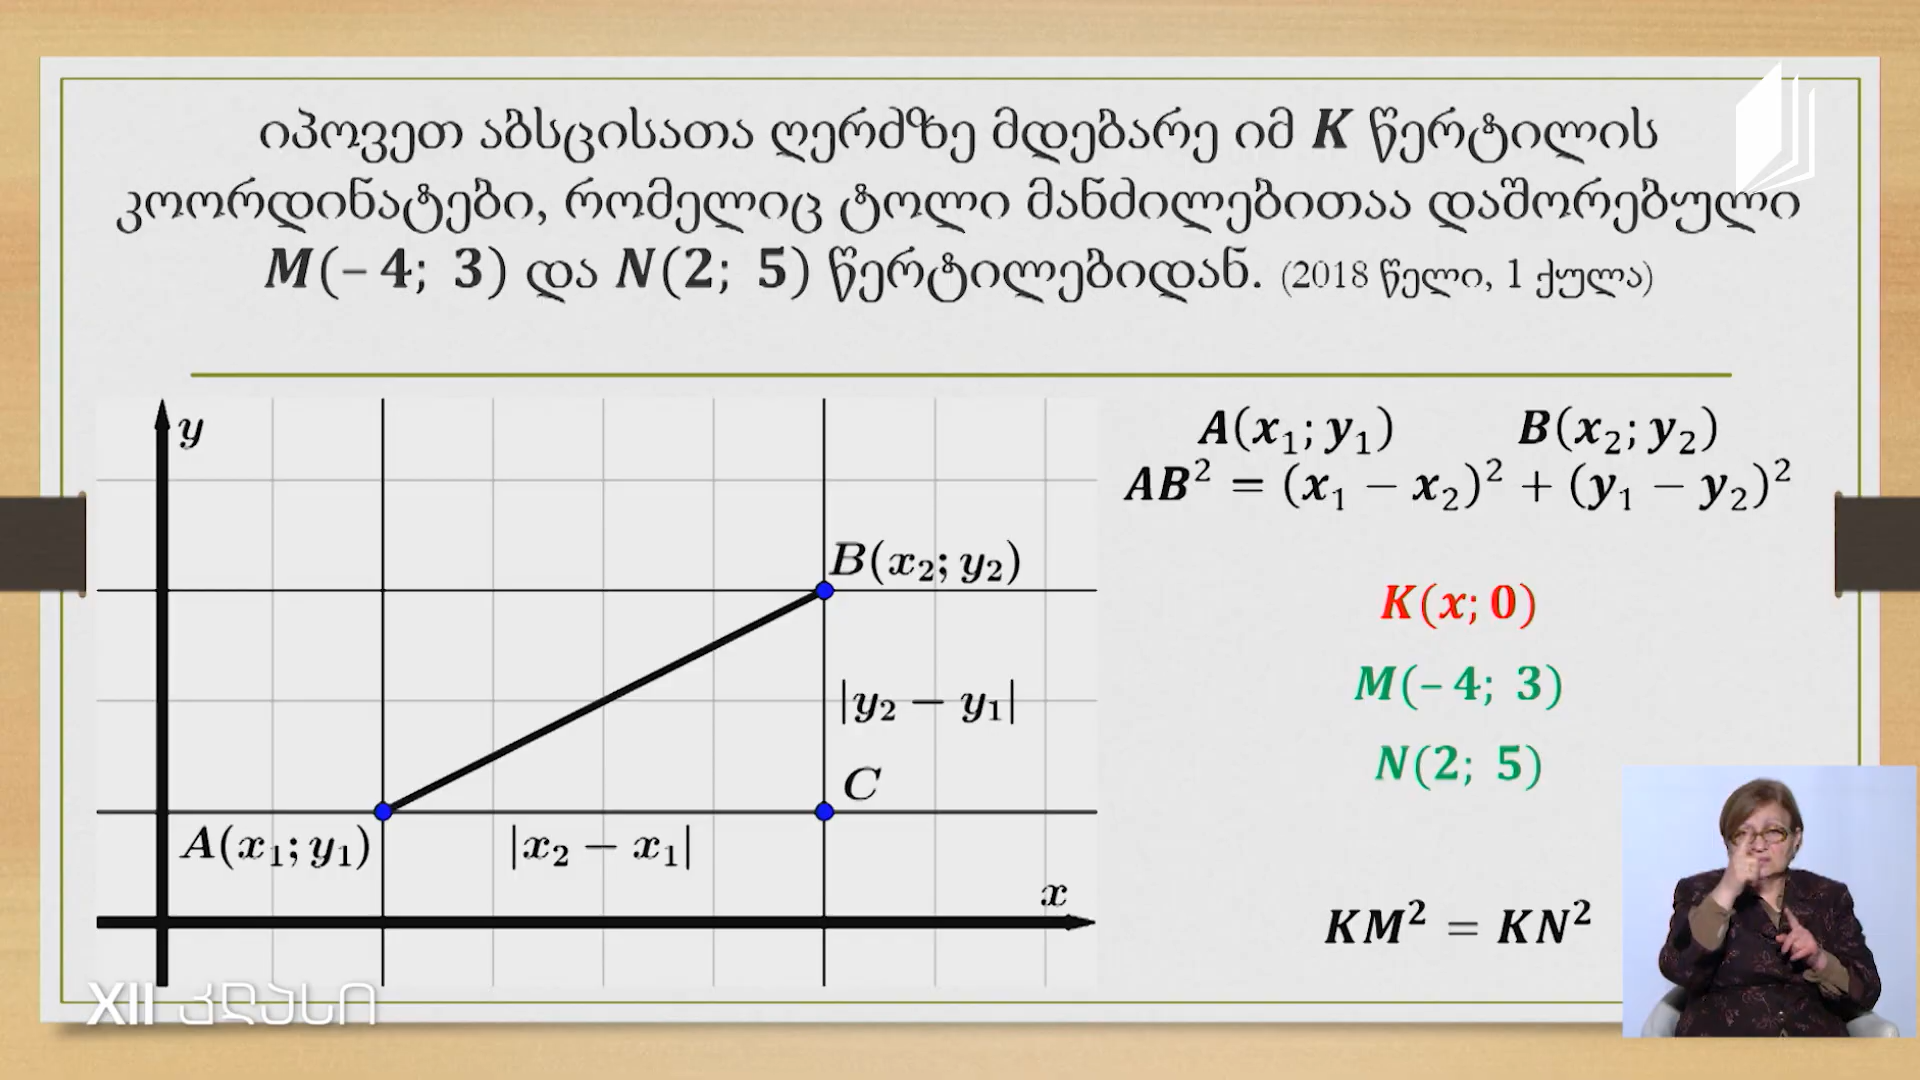 იპოვეთ აბსცისათა ღერძზე მდებარე იმ K წერტილის
კოორდინატები, რომელიც ტოლი მანძილებითაა დაშორებული
M(– 4; 3) და N(2; 5) წერტილებიდან. (2018 წელი, 1 ქულა)
y
B(x₂; y₂)
|y₂ − y₁|
C
A(x₁; y₁)
|x₂ − x₁|
x
A(x₁; y₁) B(x₂; y₂)
AB² = (x₁ − x₂)² + (y₁ − y₂)²
K(x; 0)
M(– 4; 3)
N(2; 5)
KM² = KN²
XII კლასი